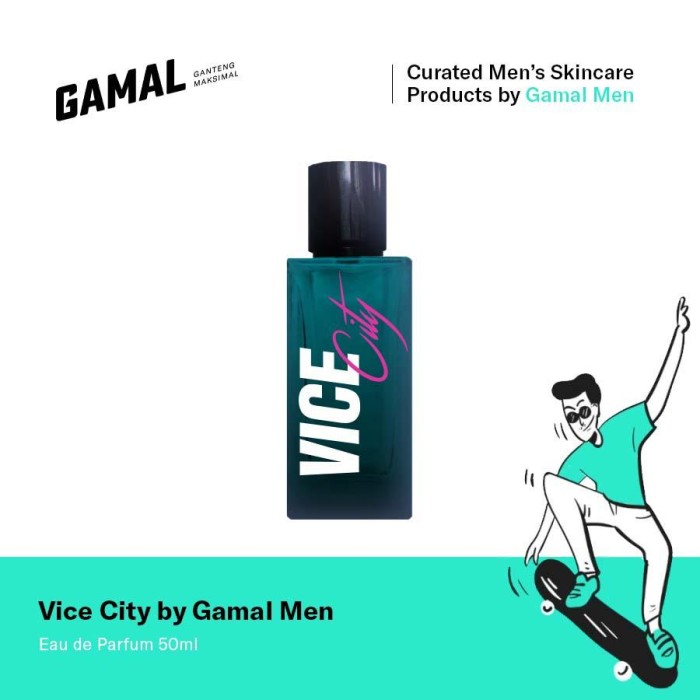 GAMAL
GANTENG
MAKSIMAL
Curated Men’s Skincare
Products by Gamal Men
VICE
City
Vice City by Gamal Men
Eau de Parfum 50ml